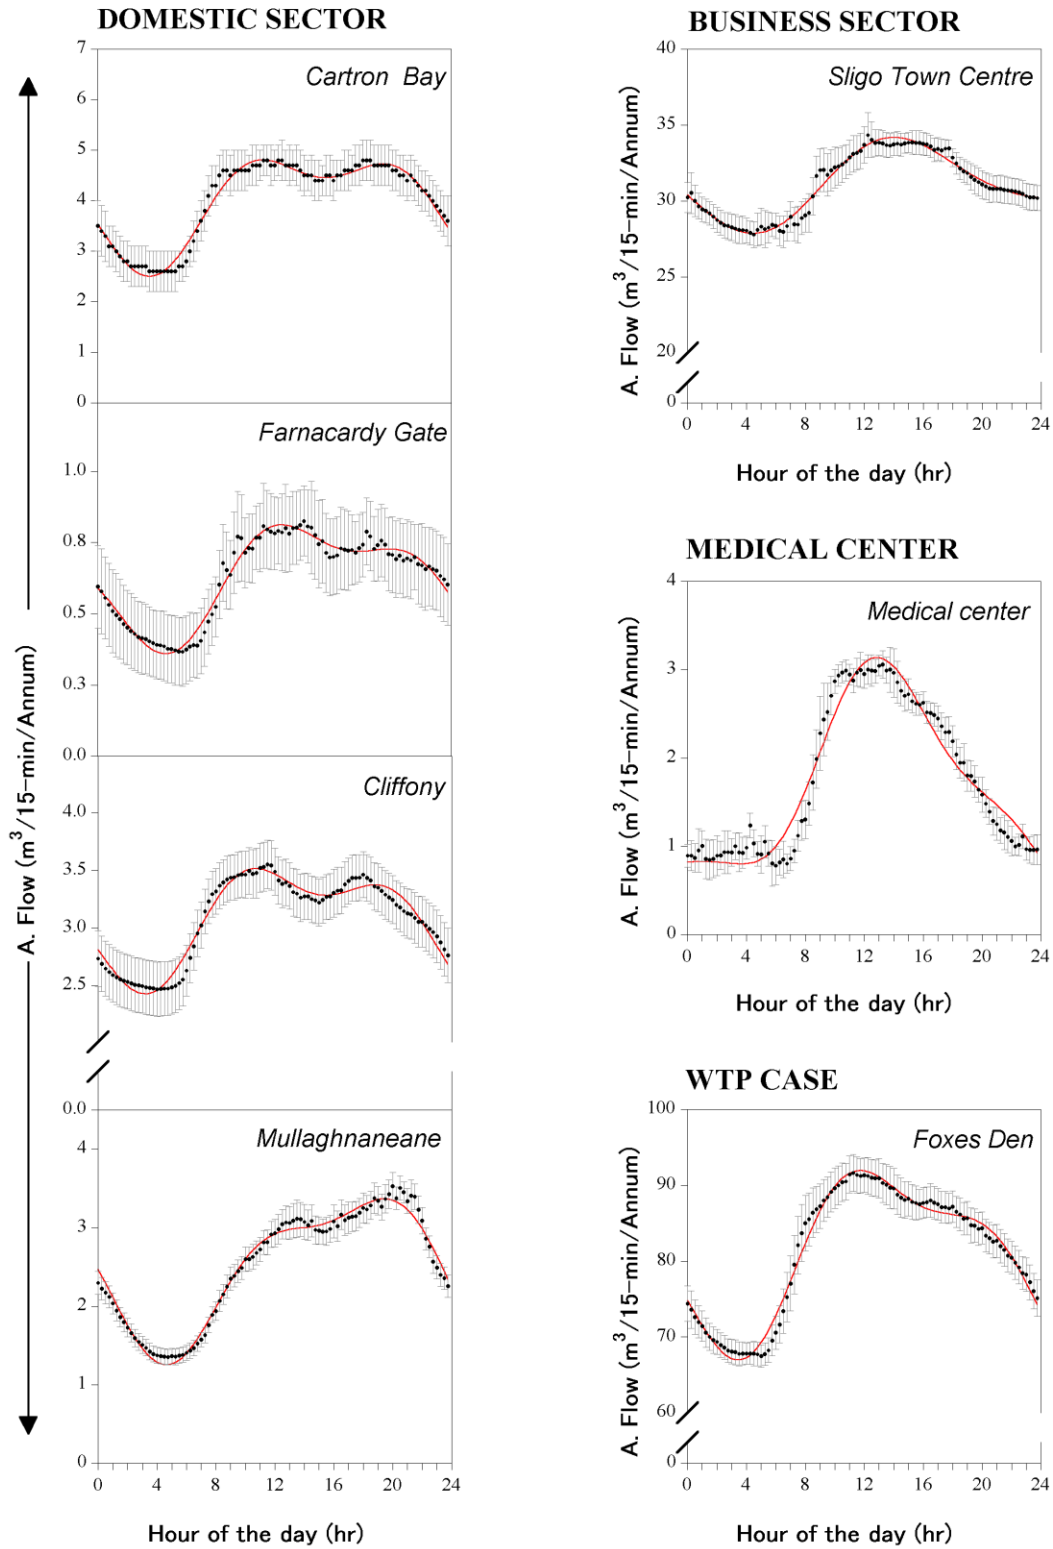 DOMESTIC SECTOR
7
6
5
4
3
2
1
0
Cartron Bay
1.0
0.8
0.5
0.3
0.0
Farnacardy Gate
4.0
3.5
3.0
2.5
0.0
Cliffony
4
3
2
1
0
Mullaghnaneane
0 4 8 12 16 20 24
Hour of the day (hr)
A. Flow (m³/15-min/Annum)
BUSINESS SECTOR
40
35
30
25
20
0
Sligo Town Centre
A. Flow (m³/15-min/Annum)
0 4 8 12 16 20 24
Hour of the day (hr)
MEDICAL CENTER
4
3
2
1
0
Medical center
A. Flow (m³/15-min/Annum)
0 4 8 12 16 20 24
Hour of the day (hr)
WTP CASE
100
90
80
70
60
0
Foxes Den
A. Flow (m³/15-min/Annum)
0 4 8 12 16 20 24
Hour of the day (hr)